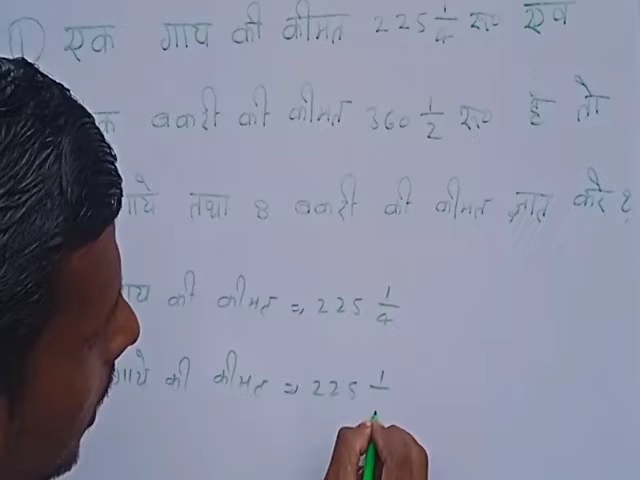 ① एक गाय की कीमत 225 1/4 रू० एवं
की कीमत 360 1/2 रू० है तो
गाये तथा 8 बकरी की कीमत ज्ञात करे ?
गाय की कीमत = 225 1/4
गाये की कीमत = 225 1